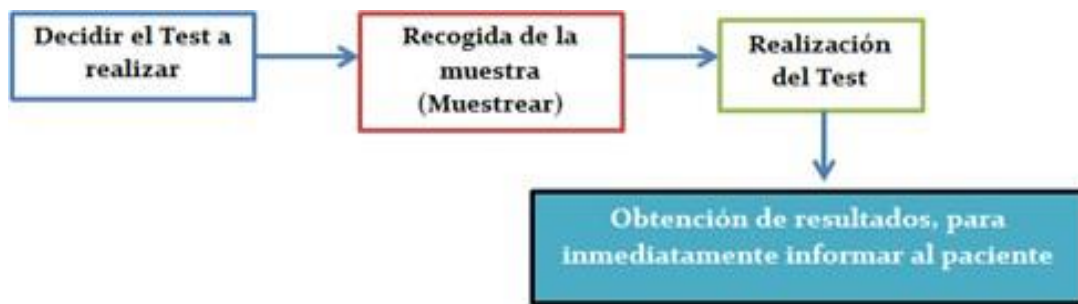 Decidir el Test a
realizar
Recogida de la
muestra
(Muestrear)
Realización
del Test
Obtención de resultados, para
inmediatamente informar al paciente